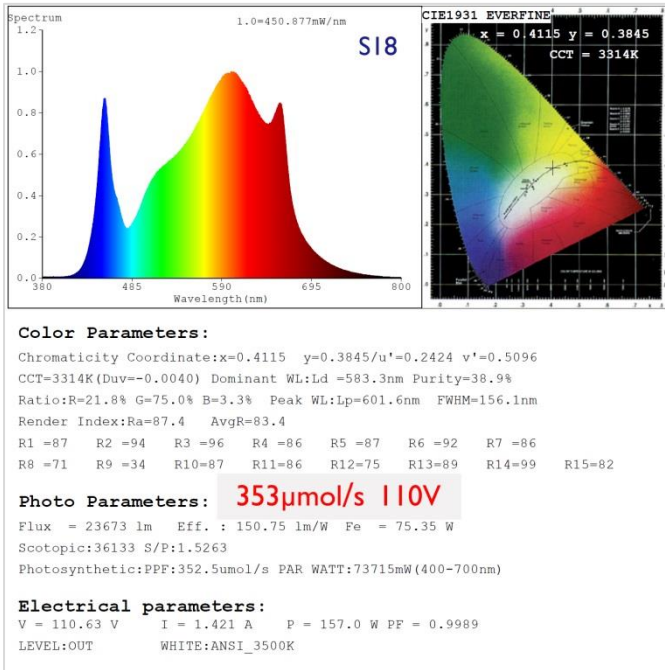 Spectrum
1.0=450.877mW/nm
S18
1.2
1.0
0.8
0.6
0.4
0.2
0.0
380 485 590 695 800
Wavelength(nm)
CIE1931 EVERFINE
x = 0.4115 y = 0.3845
CCT = 3314K
Color Parameters:
Chromaticity Coordinate:x=0.4115 y=0.3845/u'=0.2424 v'=0.5096
CCT=3314K(Duv=-0.0040) Dominant WL:Ld =583.3nm Purity=38.9%
Ratio:R=21.8% G=75.0% B=3.3% Peak WL:Lp=601.6nm FWHM=156.1nm
Render Index:Ra=87.4 AvgR=83.4
R1 =87 R2 =94 R3 =96 R4 =86 R5 =87 R6 =92 R7 =86
R8 =71 R9 =34 R10=87 R11=86 R12=75 R13=89 R14=99 R15=82
Photo Parameters: 353μmol/s 110V
Flux = 23673 lm Eff. : 150.75 lm/W Fe = 75.35 W
Scotopic:36133 S/P:1.5263
Photosynthetic:PPF:352.5umol/s PAR WATT:73715mW(400-700nm)
Electrical parameters:
V = 110.63 V I = 1.421 A P = 157.0 W PF = 0.9989
LEVEL:OUT WHITE:ANSI_3500K